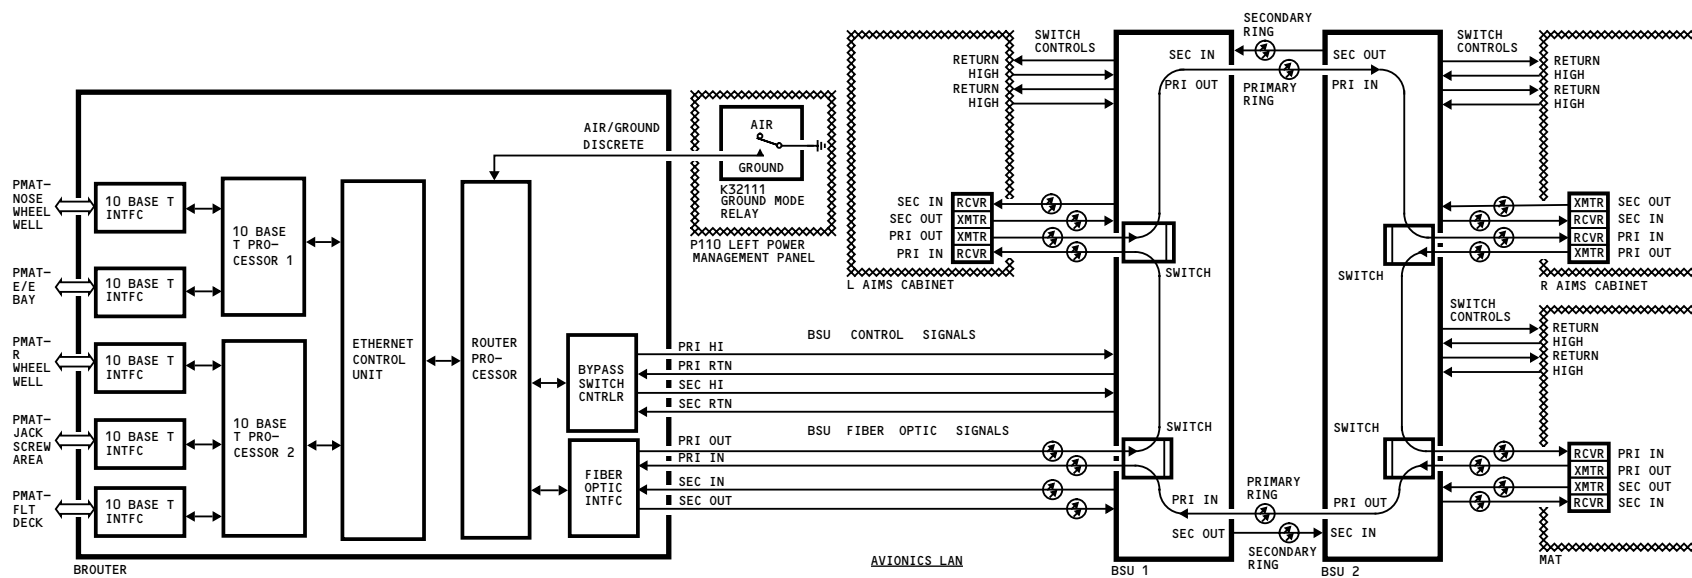 PMAT-
NOSE
WHEEL
WELL
PMAT-
E/E
BAY
PMAT-
R
WHEEL
WELL
PMAT-
JACK
SCREW
AREA
PMAT-
FLT
DECK
10 BASE T
INTFC
10 BASE T
INTFC
10 BASE T
INTFC
10 BASE T
INTFC
10 BASE T
INTFC
10 BASE
T PRO-
CESSOR 1
10 BASE
T PRO-
CESSOR 2
ETHERNET
CONTROL
UNIT
ROUTER
PRO-
CESSOR
BYPASS
SWITCH
CNTRLR
FIBER
OPTIC
INTFC
BROUTER
AIR/GROUND
DISCRETE
AIR
GROUND
K32111
GROUND MODE
RELAY
P110 LEFT POWER
MANAGEMENT PANEL
BSU CONTROL SIGNALS
PRI HI
PRI RTN
SEC HI
SEC RTN
BSU FIBER OPTIC SIGNALS
PRI OUT
PRI IN
SEC IN
SEC OUT
AVIONICS LAN
SWITCH
CONTROLS
RETURN
HIGH
RETURN
HIGH
SEC IN RCVR
SEC OUT XMTR
PRI OUT XMTR
PRI IN RCVR
L AIMS CABINET
SEC IN
PRI OUT
SWITCH
SWITCH
PRI IN
SEC OUT
BSU 1
SECONDARY
RING
PRIMARY
RING
PRIMARY
RING
SECONDARY
RING
SEC OUT
PRI IN
SWITCH
SWITCH
PRI OUT
SEC IN
BSU 2
SWITCH
CONTROLS
RETURN
HIGH
RETURN
HIGH
XMTR SEC OUT
RCVR SEC IN
RCVR PRI IN
XMTR PRI OUT
R AIMS CABINET
SWITCH
CONTROLS
RETURN
HIGH
RETURN
HIGH
RCVR PRI IN
XMTR PRI OUT
XMTR SEC OUT
RCVR SEC IN
MAT